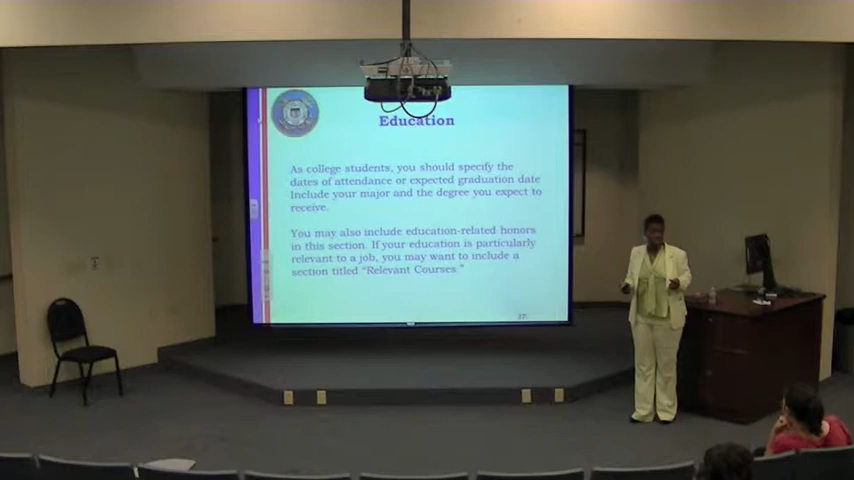 Education
As college students, you should specify the
dates of attendance or expected graduation date
Include your major and the degree you expect to
receive.
You may also include education-related honors
in this section. If your education is particularly
relevant to a job, you may want to include a
section titled "Relevant Courses."